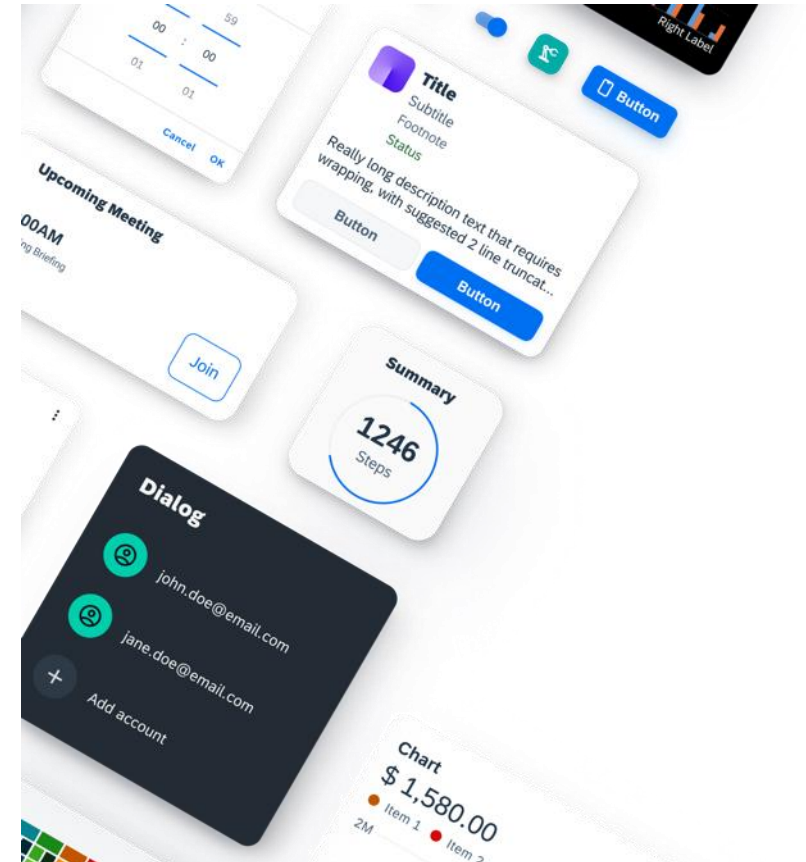 59
00 : 00
01
01
Cancel OK
Right Label
Button
Title
Subtitle
Footnote
Status
Really long description text that requires
wrapping, with suggested 2 line truncat...
Button
Button
Upcoming Meeting
00AM
Briefing
Join
Summary
1246
Steps
Dialog
john.doe@email.com
jane.doe@email.com
Add account
Chart
$ 1,580.00
Item 1
Item 2
2M